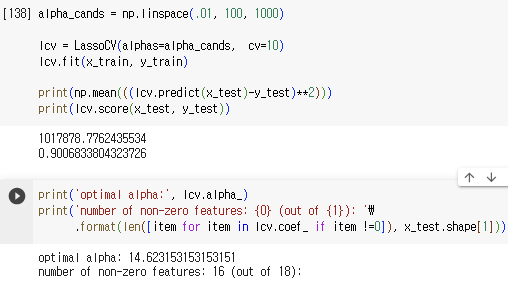 [138] alpha_cands = np.linspace(.01, 100, 1000)
lcv = LassoCV(alphas=alpha_cands,  cv=10)
lcv.fit(x_train, y_train)
print(np.mean(((lcv.predict(x_test)-y_test)**2)))
print(lcv.score(x_test, y_test))
1017878.7762435534
0.9006833804323726
print('optimal alpha:', lcv.alpha_)
print('number of non-zero features: {0} (out of {1}): '₩
.format(len([item for item in lcv.coef_ if item !=0]), x_test.shape[1]))
optimal alpha: 14.623153153153151
number of non-zero features: 16 (out of 18):